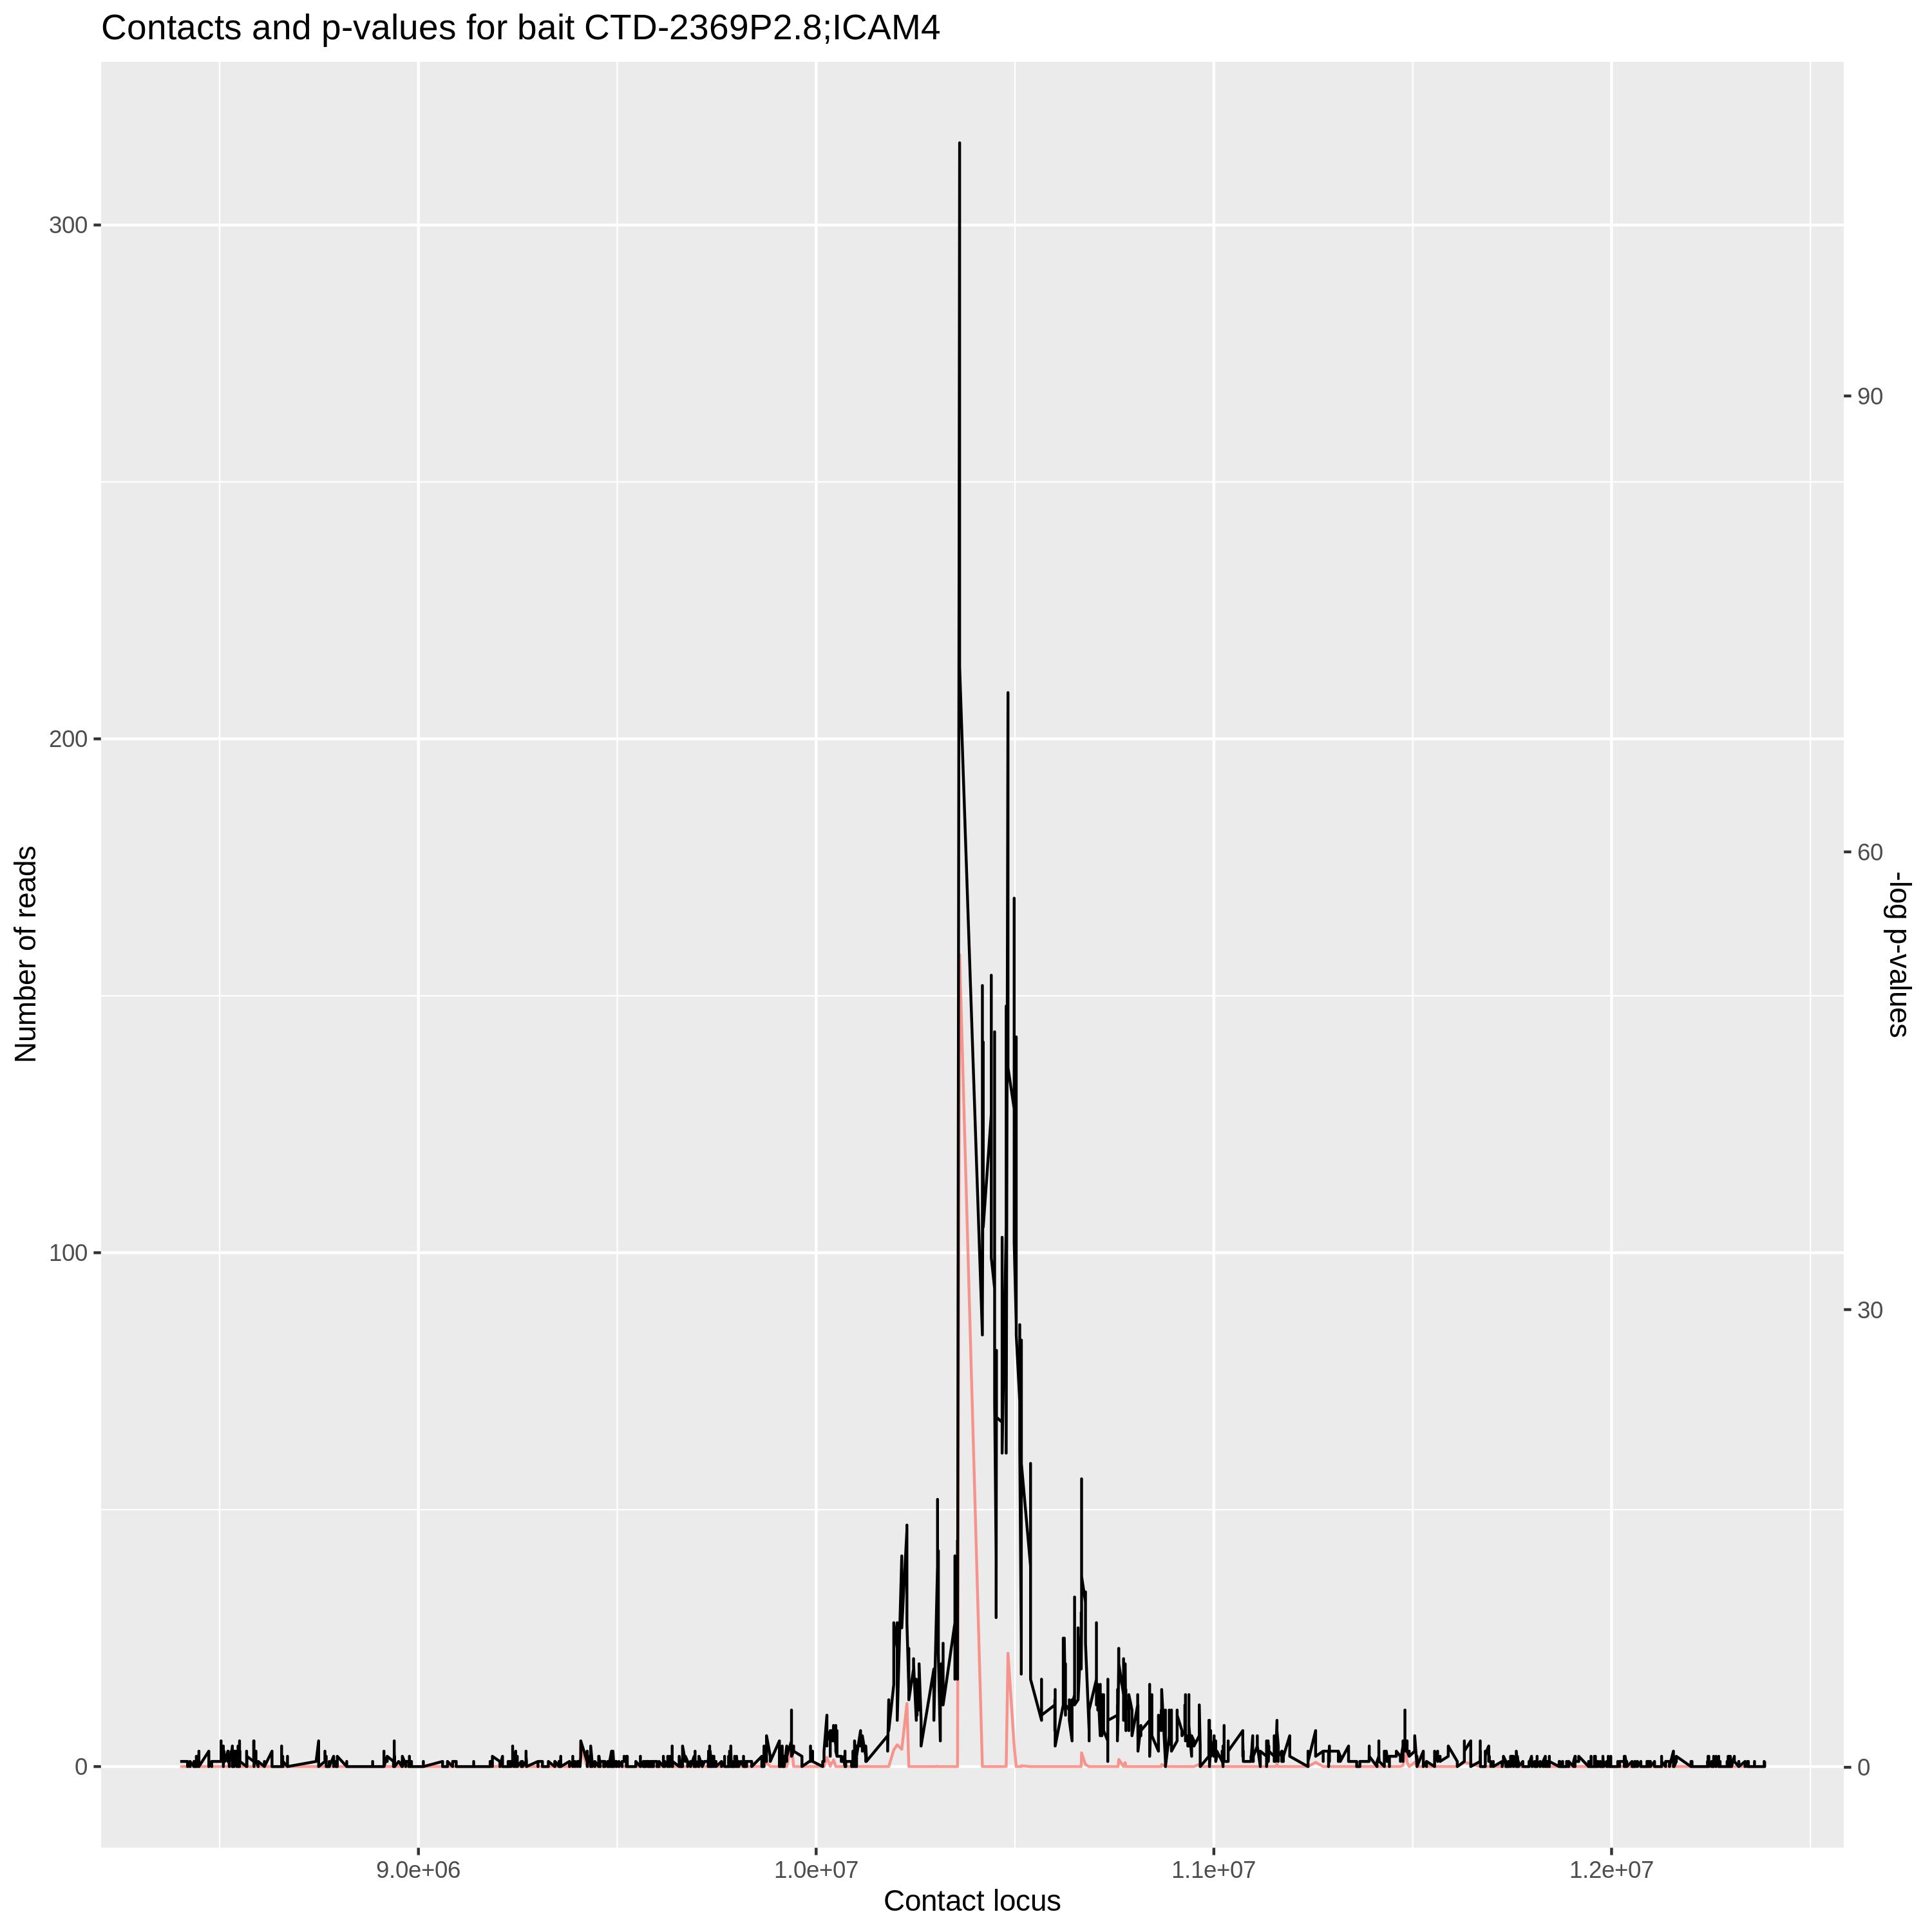 Contacts and p-values for bait CTD-2369P2.8;ICAM4
300
200
100
0
Number of reads
90
60
30
0
-log p-values
9.0e+06
1.0e+07
1.1e+07
1.2e+07
Contact locus